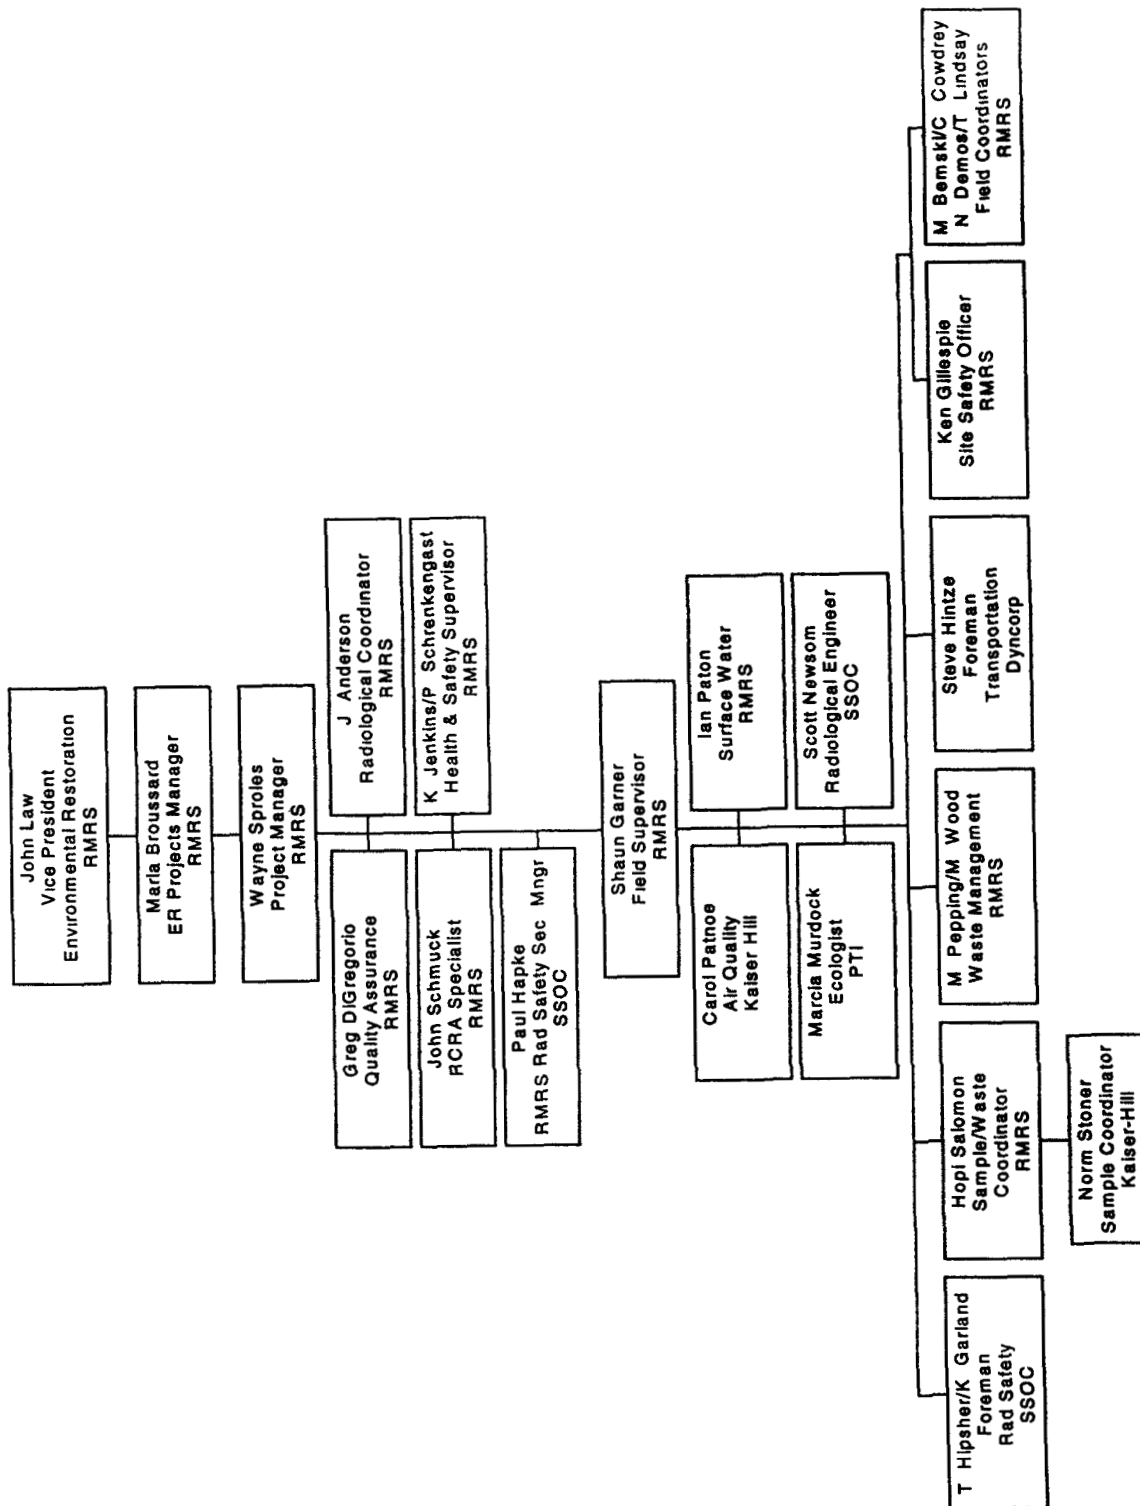 John Law
Vice President
Environmental Restoration
RMRS
Marla Broussard
ER Projects Manager
RMRS
Wayne Sproles
Project Manager
RMRS
Greg DiGregorio
Quality Assurance
RMRS
J Anderson
Radiological Coordinator
RMRS
John Schmuck
RCRA Specialist
RMRS
K Jenkins/P Schrenkengast
Health & Safety Supervisor
RMRS
Paul Hapke
RMRS Rad Safety Sec Mngr
SSOC
Shaun Garner
Field Supervisor
RMRS
Carol Patnoe
Air Quality
Kaiser Hill
Ian Paton
Surface Water
RMRS
Marcia Murdock
Ecologist
PTI
Scott Newsom
Radiological Engineer
SSOC
T Hipsher/K Garland
Foreman
Rad Safety
SSOC
Hopi Salomon
Sample/Waste
Coordinator
RMRS
M Pepping/M Wood
Waste Management
RMRS
Steve Hintze
Foreman
Transportation
Dyncorp
Ken Gillespie
Site Safety Officer
RMRS
M Bemski/C Cowdrey
N Demos/T Lindsay
Field Coordinators
RMRS
Norm Stoner
Sample Coordinator
Kaiser-Hill